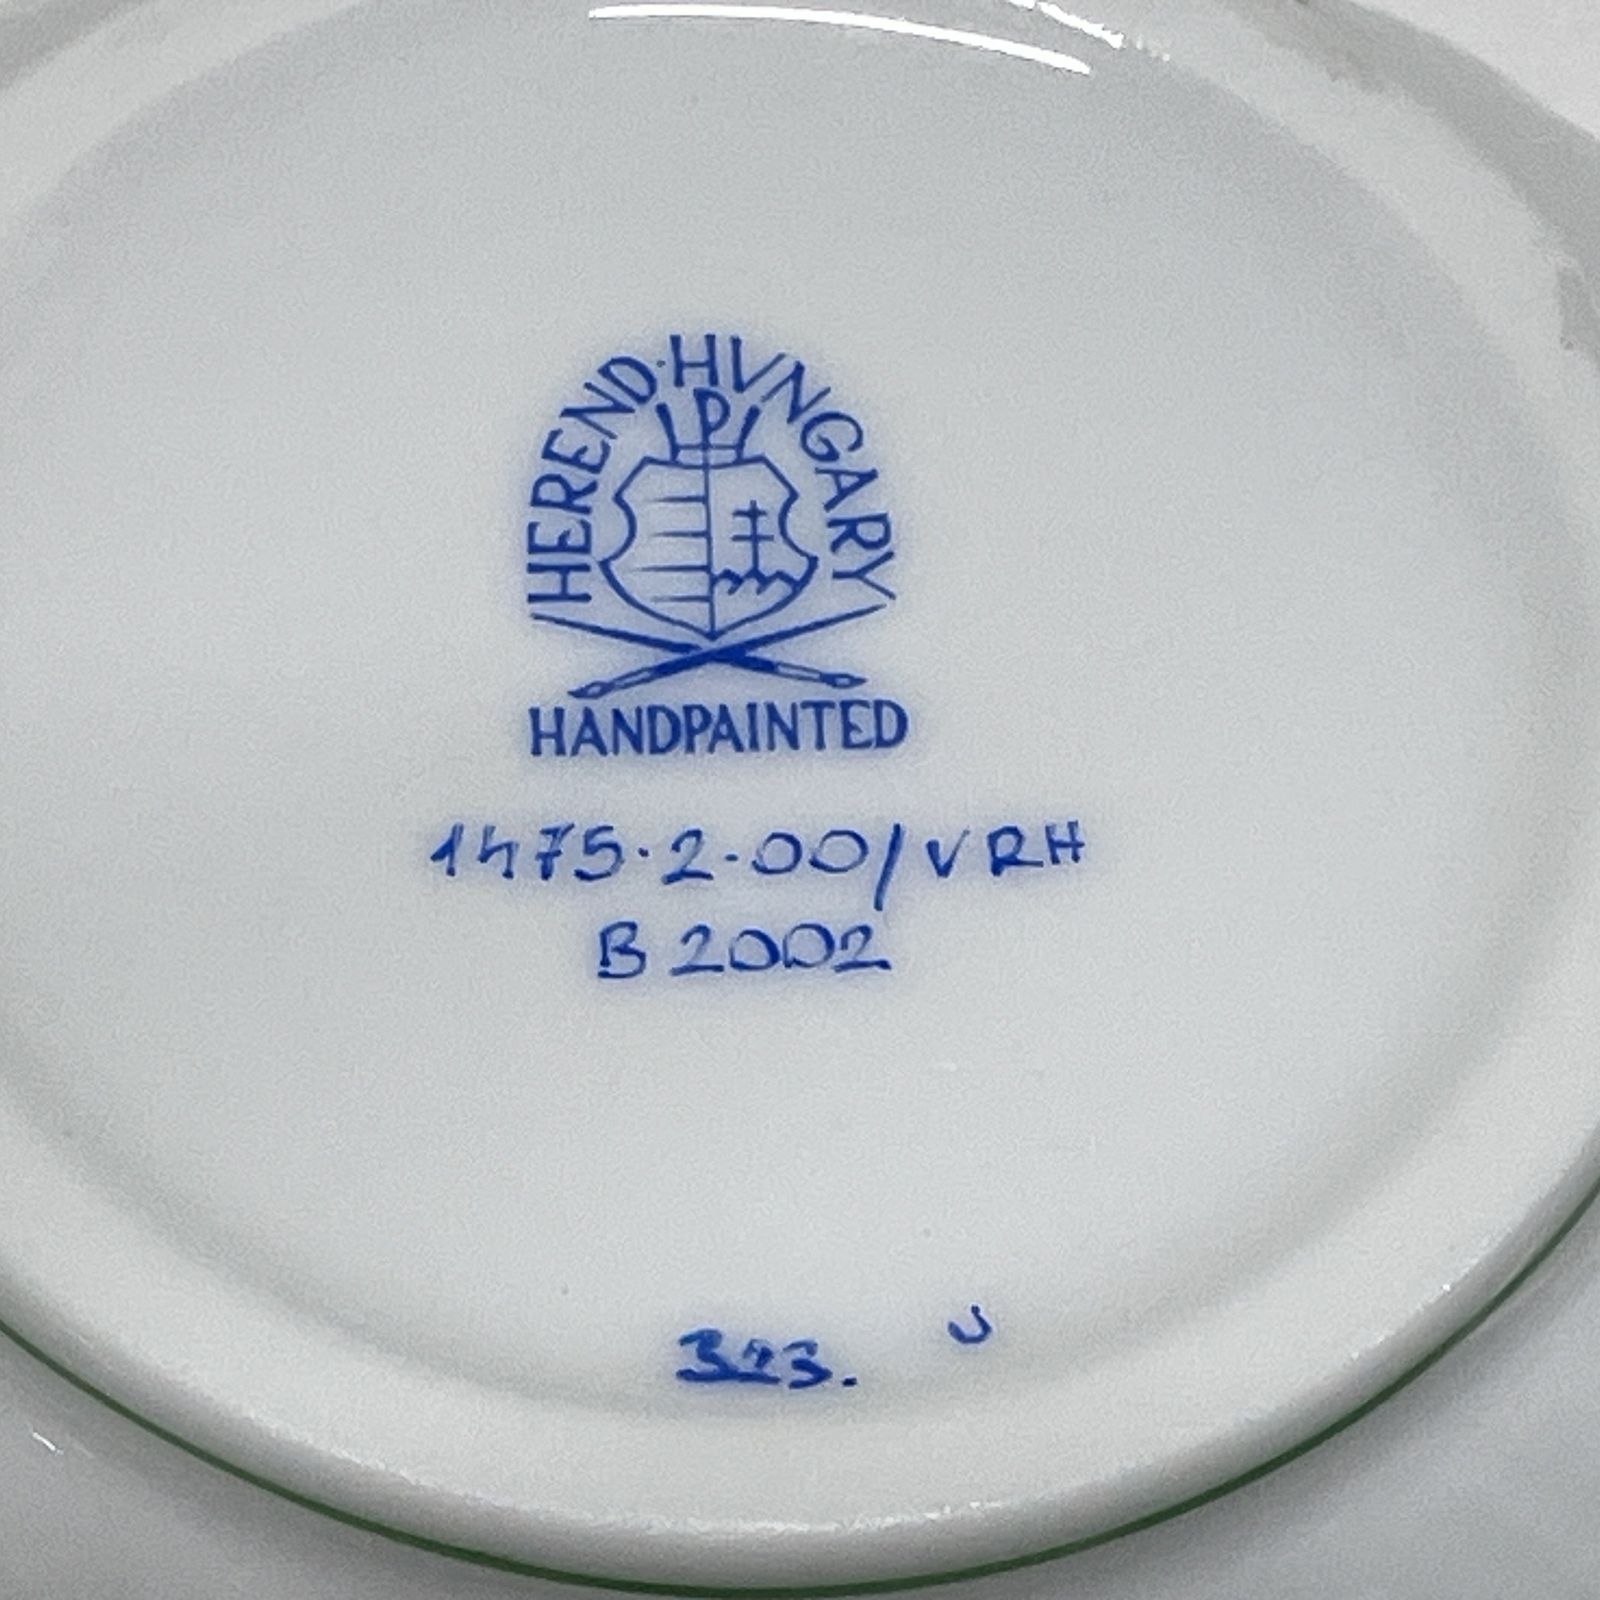 HEREND·HVNGARY
HANDPAINTED
1475·2·00/VRH
B 2002
323.